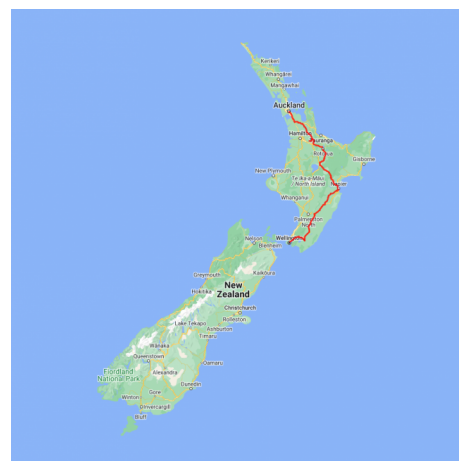 Kerikeri
Whangārei
Mangawhai
Auckland
Hamilton
Tauranga
Rotorua
Gisborne
New Plymouth
Te Ika-a-Māui
North Island
Napier
Whanganui
Palmerston
North
Wellington
Nelson
Blenheim
Kaikōura
Greymouth
Hokitika
New
Zealand
Christchurch
Rolleston
Lake Tekapo
Ashburton
Timaru
Wānaka
Queenstown
Oamaru
Fiordland
National Park
Alexandra
Dunedin
Gore
Winton
Invercargill
Bluff